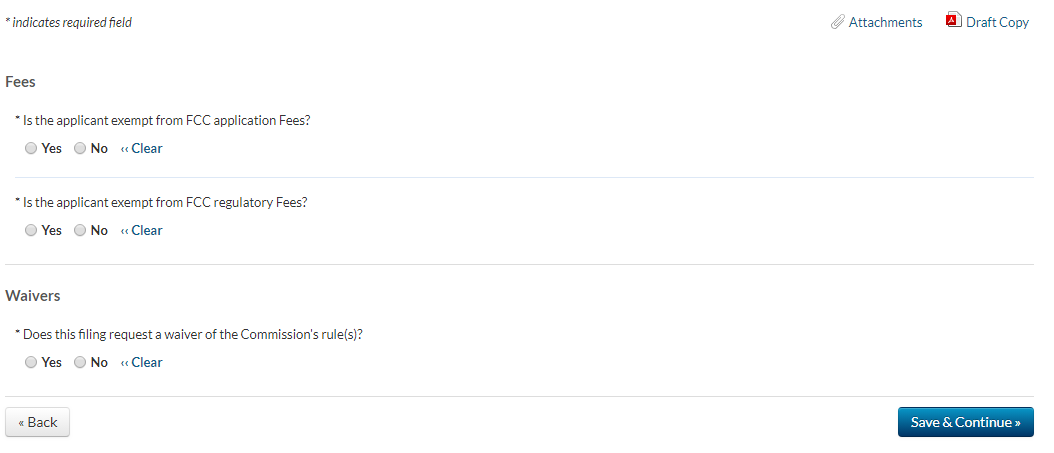 * indicates required field Attachments Draft Copy
Fees
* Is the applicant exempt from FCC application Fees?
Yes No ‹‹ Clear
* Is the applicant exempt from FCC regulatory Fees?
Yes No ‹‹ Clear
Waivers
* Does this filing request a waiver of the Commission's rule(s)?
Yes No ‹‹ Clear
« Back Save & Continue »